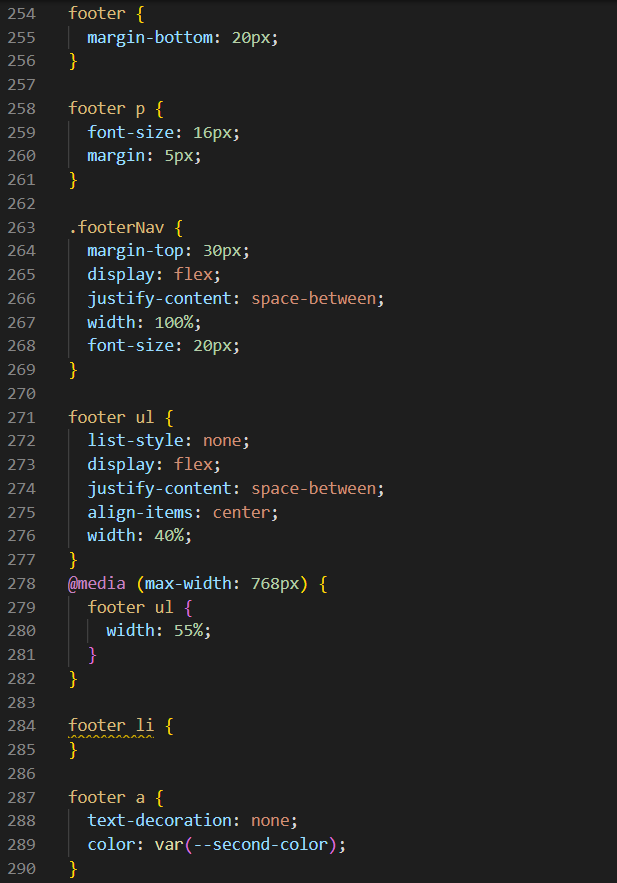 254 footer {
255   margin-bottom: 20px;
256 }
257
258 footer p {
259   font-size: 16px;
260   margin: 5px;
261 }
262
263 .footerNav {
264   margin-top: 30px;
265   display: flex;
266   justify-content: space-between;
267   width: 100%;
268   font-size: 20px;
269 }
270
271 footer ul {
272   list-style: none;
273   display: flex;
274   justify-content: space-between;
275   align-items: center;
276   width: 40%;
277 }
278 @media (max-width: 768px) {
279   footer ul {
280     width: 55%;
281   }
282 }
283
284 footer li {
285 }
286
287 footer a {
288   text-decoration: none;
289   color: var(--second-color);
290 }